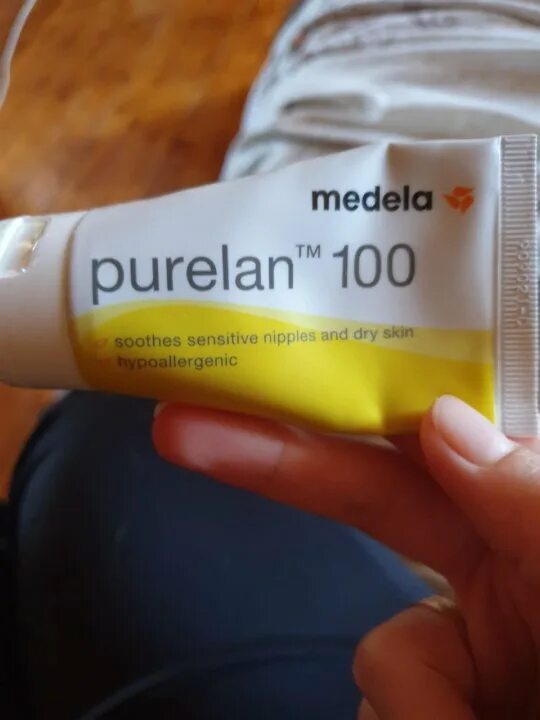 medela
purelan™ 100
soothes sensitive nipples and dry skin
hypoallergenic